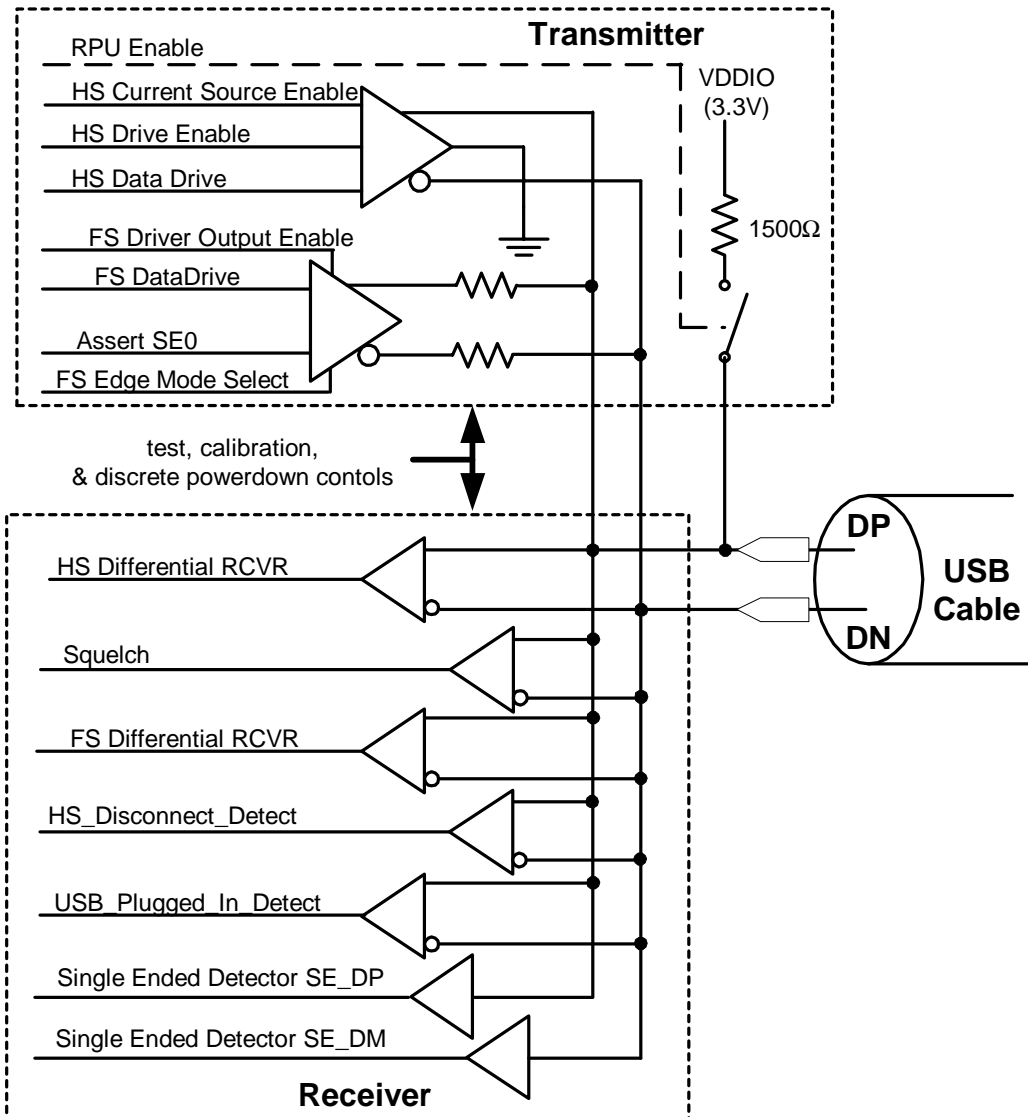 Transmitter
RPU Enable
VDDIO
(3.3V)
HS Current Source Enable
HS Drive Enable
HS Data Drive
1500Ω
FS Driver Output Enable
FS DataDrive
Assert SE0
FS Edge Mode Select
test, calibration,
& discrete powerdown contols
DP
USB
Cable
DN
HS Differential RCVR
Squelch
FS Differential RCVR
HS_Disconnect_Detect
USB_Plugged_In_Detect
Single Ended Detector SE_DP
Single Ended Detector SE_DM
Receiver